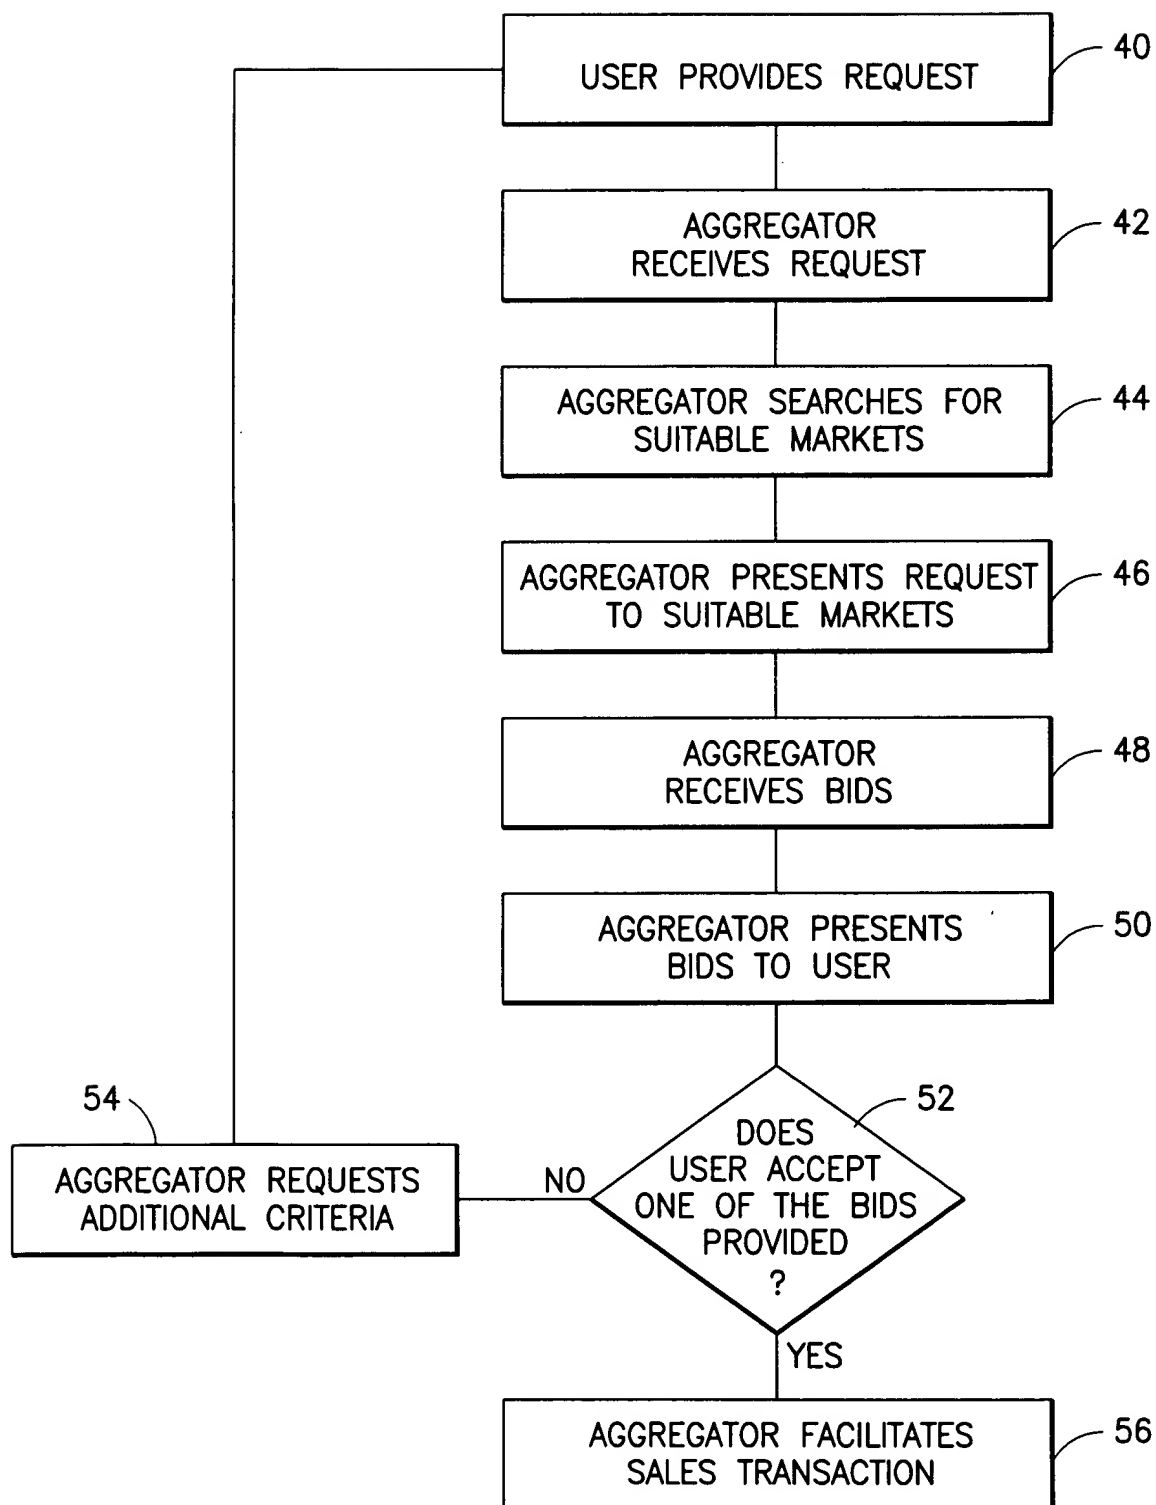 USER PROVIDES REQUEST
40
AGGREGATOR
RECEIVES REQUEST
42
AGGREGATOR SEARCHES FOR
SUITABLE MARKETS
44
AGGREGATOR PRESENTS REQUEST
TO SUITABLE MARKETS
46
AGGREGATOR
RECEIVES BIDS
48
AGGREGATOR PRESENTS
BIDS TO USER
50
DOES
USER ACCEPT
ONE OF THE BIDS
PROVIDED
?
52
NO
54
AGGREGATOR REQUESTS
ADDITIONAL CRITERIA
YES
AGGREGATOR FACILITATES
SALES TRANSACTION
56